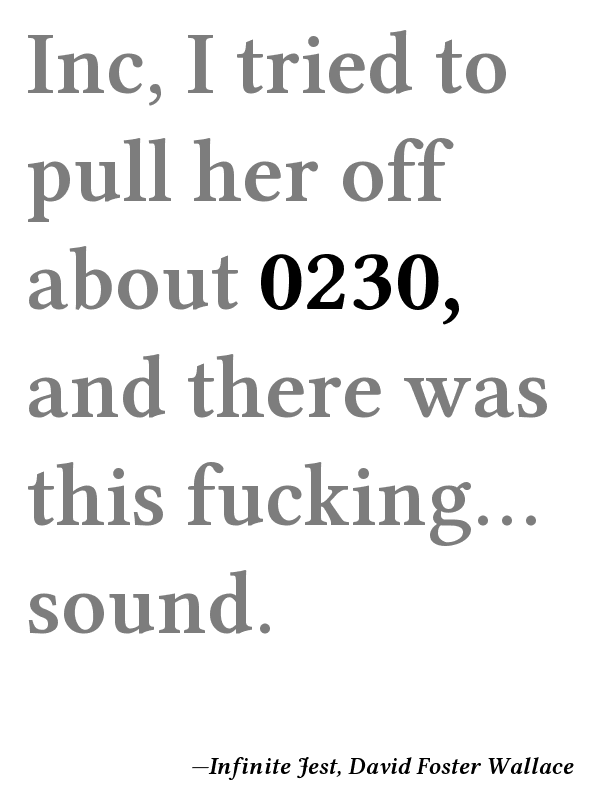 Inc, I tried to
pull her off
about 0230,
and there was
this fucking…
sound.
—Infinite Jest, David Foster Wallace